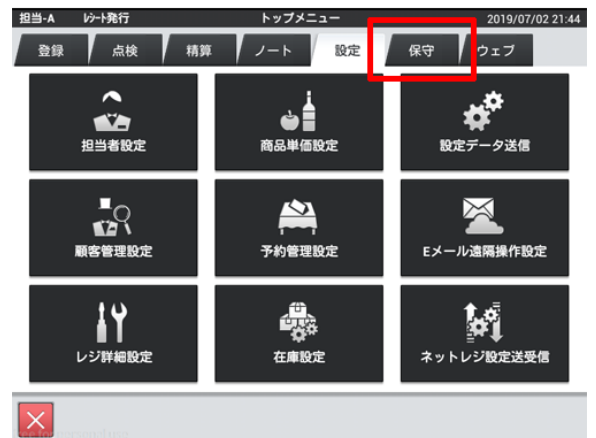 担当-A ﾚｼｰﾄ発行 トップメニュー 2019/07/02 21:44
登録 点検 精算 ノート 設定 保守 ウェブ
担当者設定 商品単価設定 設定データ送信
顧客管理設定 予約管理設定 Eメール遠隔操作設定
レジ詳細設定 在庫設定 ネットレジ設定送受信